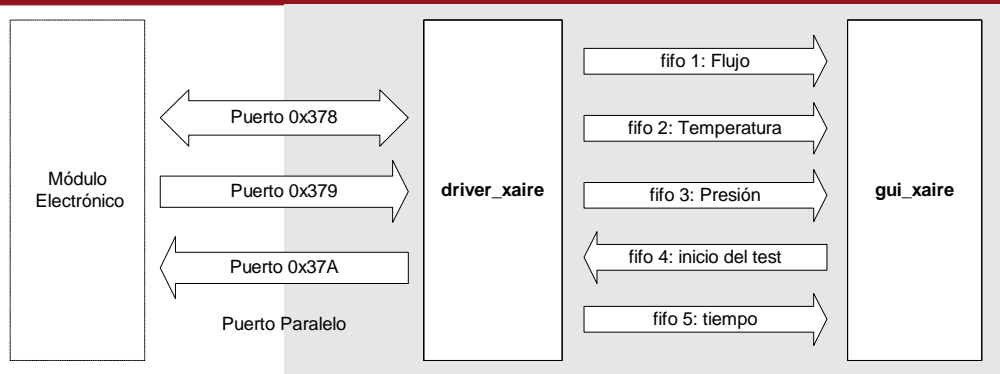 Módulo
Electrónico
Puerto 0x378
Puerto 0x379
Puerto 0x37A
Puerto Paralelo
driver_xaire
fifo 1: Flujo
fifo 2: Temperatura
fifo 3: Presión
fifo 4: inicio del test
fifo 5: tiempo
gui_xaire